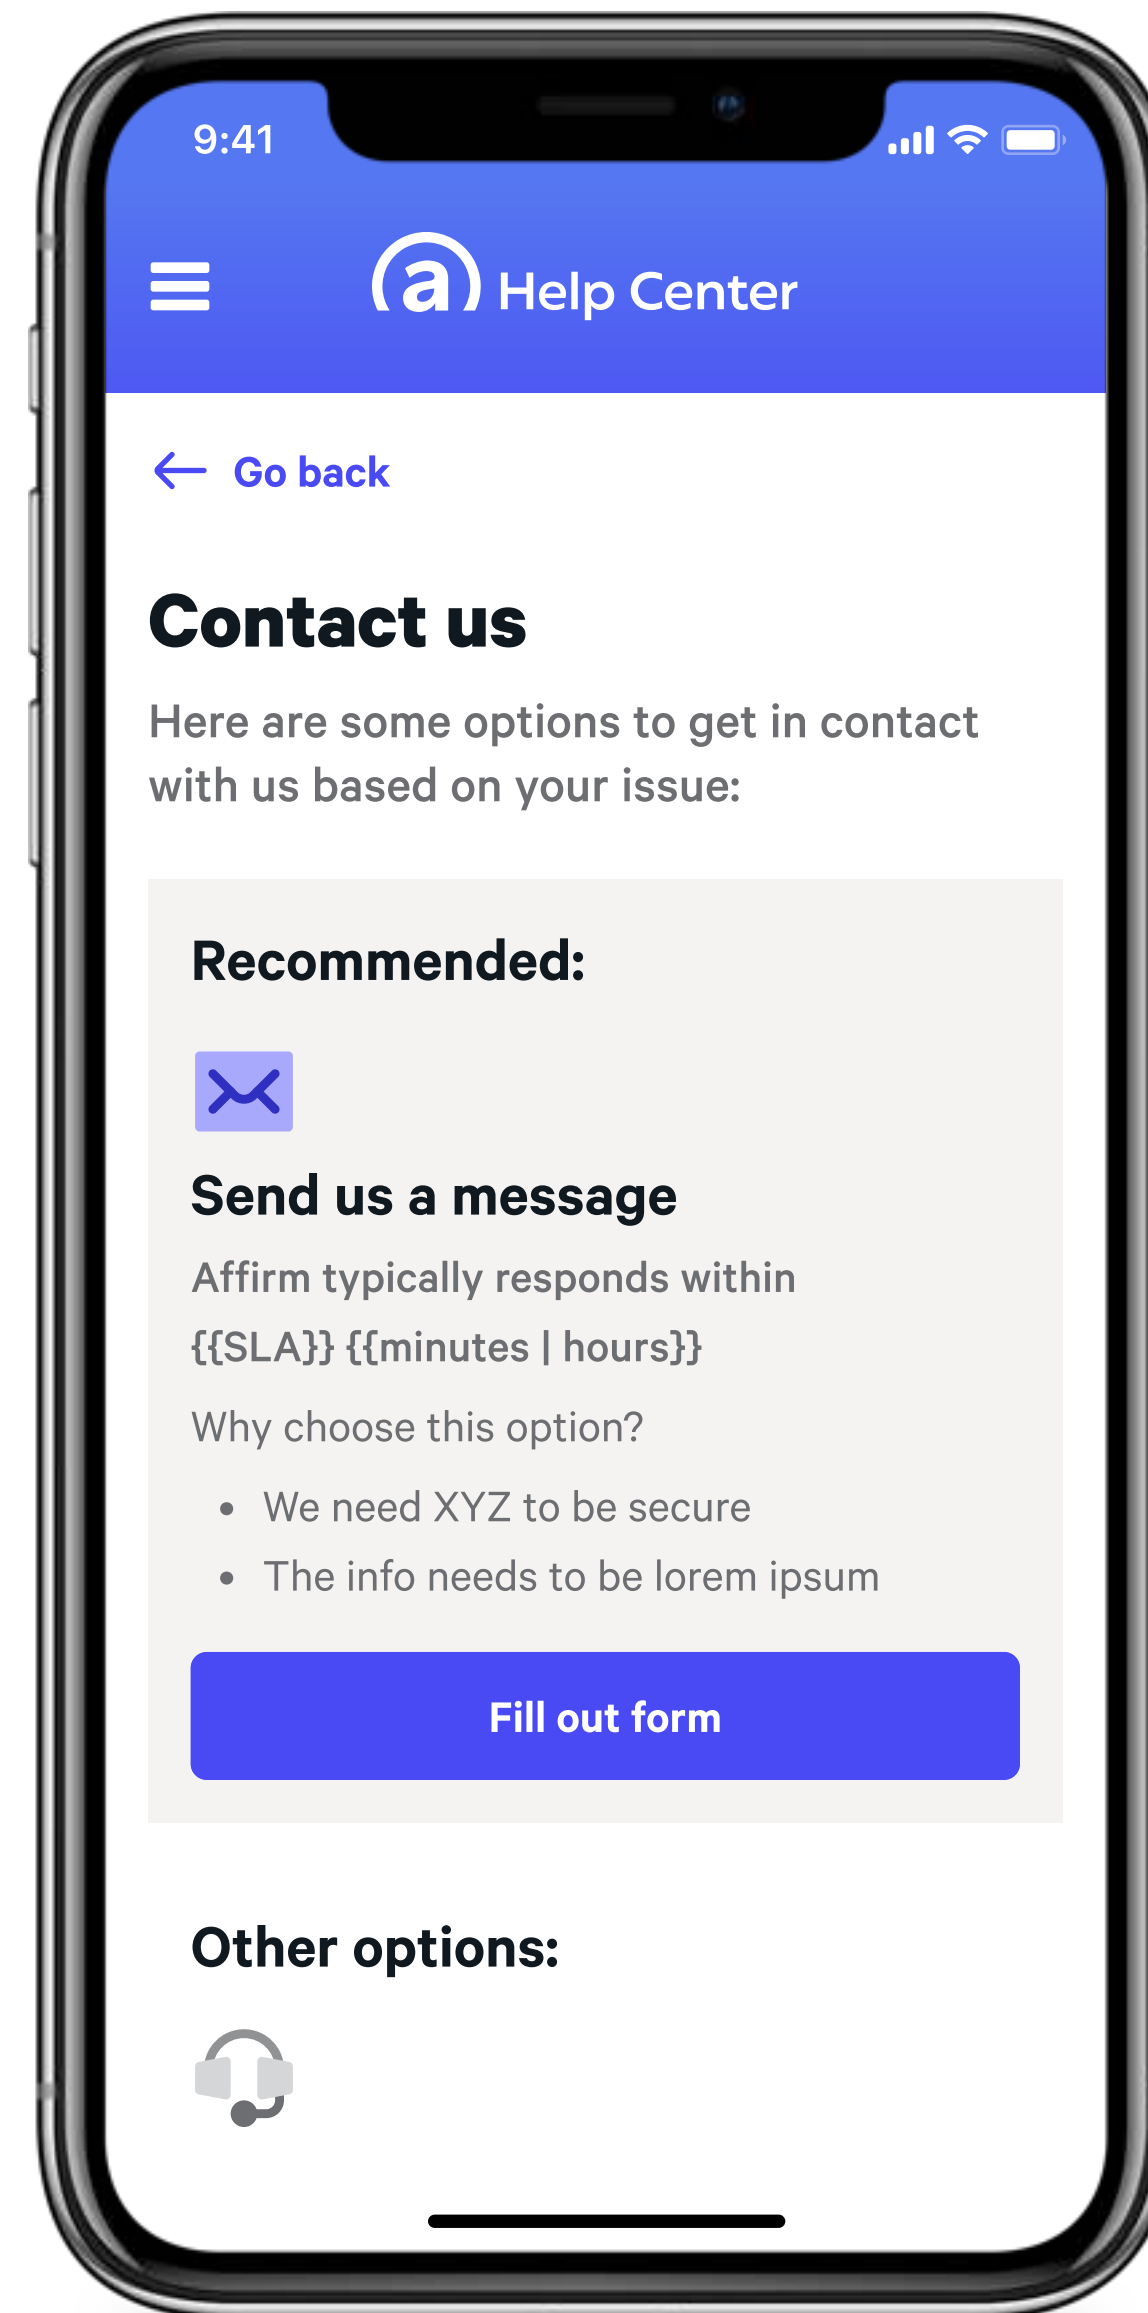 9:41
a Help Center
Go back
Contact us
Here are some options to get in contact
with us based on your issue:
Recommended:
Send us a message
Affirm typically responds within
{{SLA}} {{minutes | hours}}
Why choose this option?
• We need XYZ to be secure
• The info needs to be lorem ipsum
Fill out form
Other options: